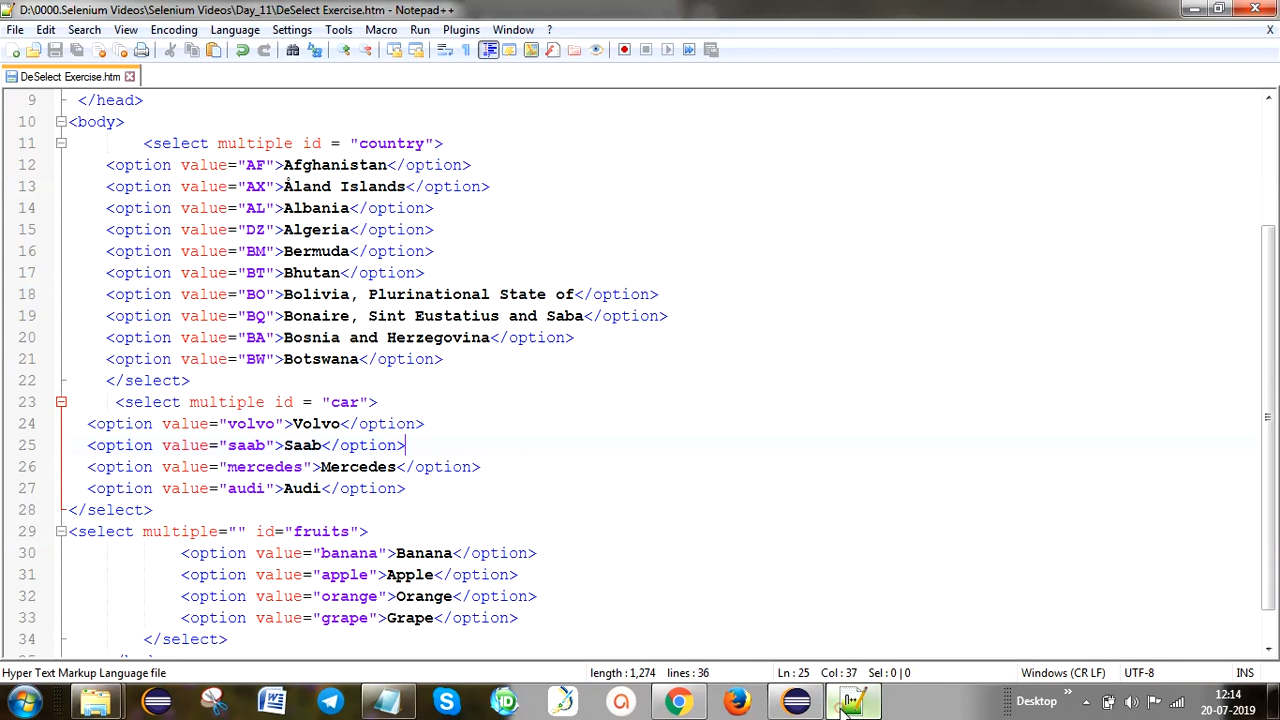 D:\0000.Selenium Videos\Selenium Videos\Day_11\DeSelect Exercise.htm - Notepad++
File Edit Search View Encoding Language Settings Tools Macro Run Plugins Window ?
DeSelect Exercise.htm
9 </head>
10 <body>
11 <select multiple id = "country">
12 <option value="AF">Afghanistan</option>
13 <option value="AX">Åland Islands</option>
14 <option value="AL">Albania</option>
15 <option value="DZ">Algeria</option>
16 <option value="BM">Bermuda</option>
17 <option value="BT">Bhutan</option>
18 <option value="BO">Bolivia, Plurinational State of</option>
19 <option value="BQ">Bonaire, Sint Eustatius and Saba</option>
20 <option value="BA">Bosnia and Herzegovina</option>
21 <option value="BW">Botswana</option>
22 </select>
23 <select multiple id = "car">
24 <option value="volvo">Volvo</option>
25 <option value="saab">Saab</option>
26 <option value="mercedes">Mercedes</option>
27 <option value="audi">Audi</option>
28 </select>
29 <select multiple="" id="fruits">
30 <option value="banana">Banana</option>
31 <option value="apple">Apple</option>
32 <option value="orange">Orange</option>
33 <option value="grape">Grape</option>
34 </select>
Hyper Text Markup Language file length : 1,274 lines : 36 Ln : 25 Col : 37 Sel : 0 | 0 Windows (CR LF) UTF-8 INS
Desktop » 12:14
20-07-2019